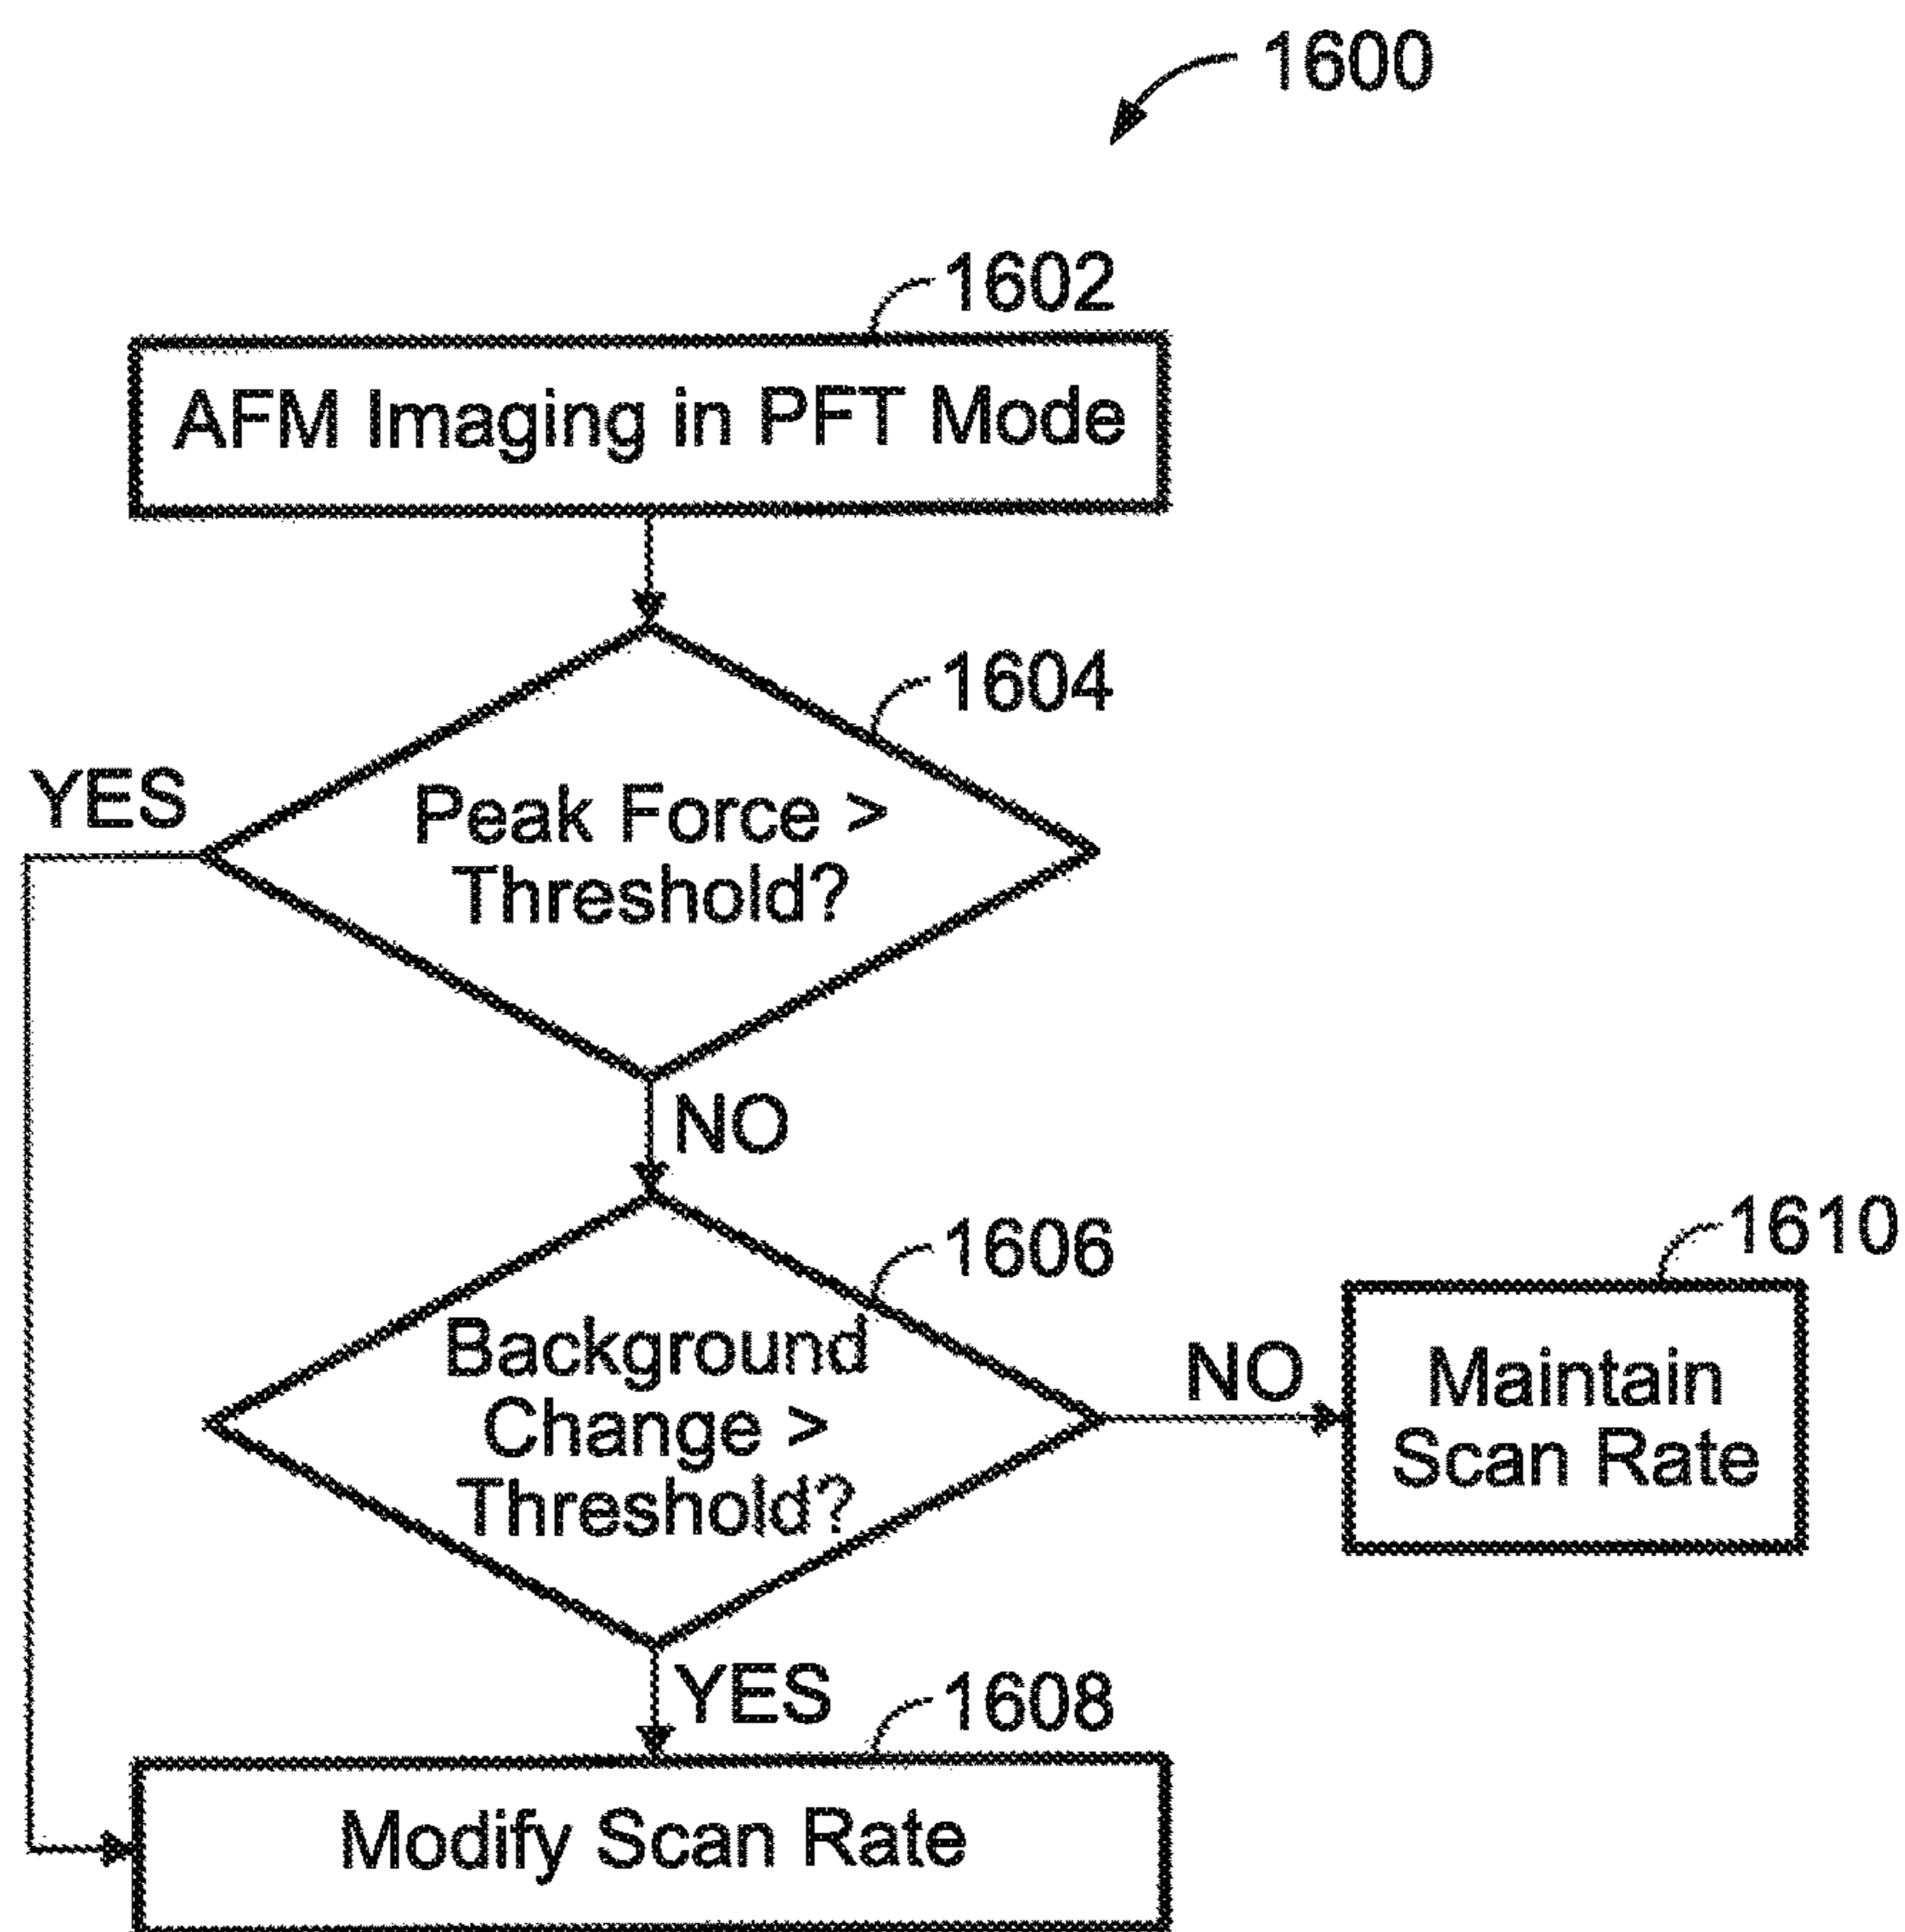 1600
1602
AFM Imaging in PFT Mode
1604
YES
Peak Force >
Threshold?
NO
1606
1610
Background
Change >
Threshold?
NO
Maintain
Scan Rate
YES
1608
Modify Scan Rate